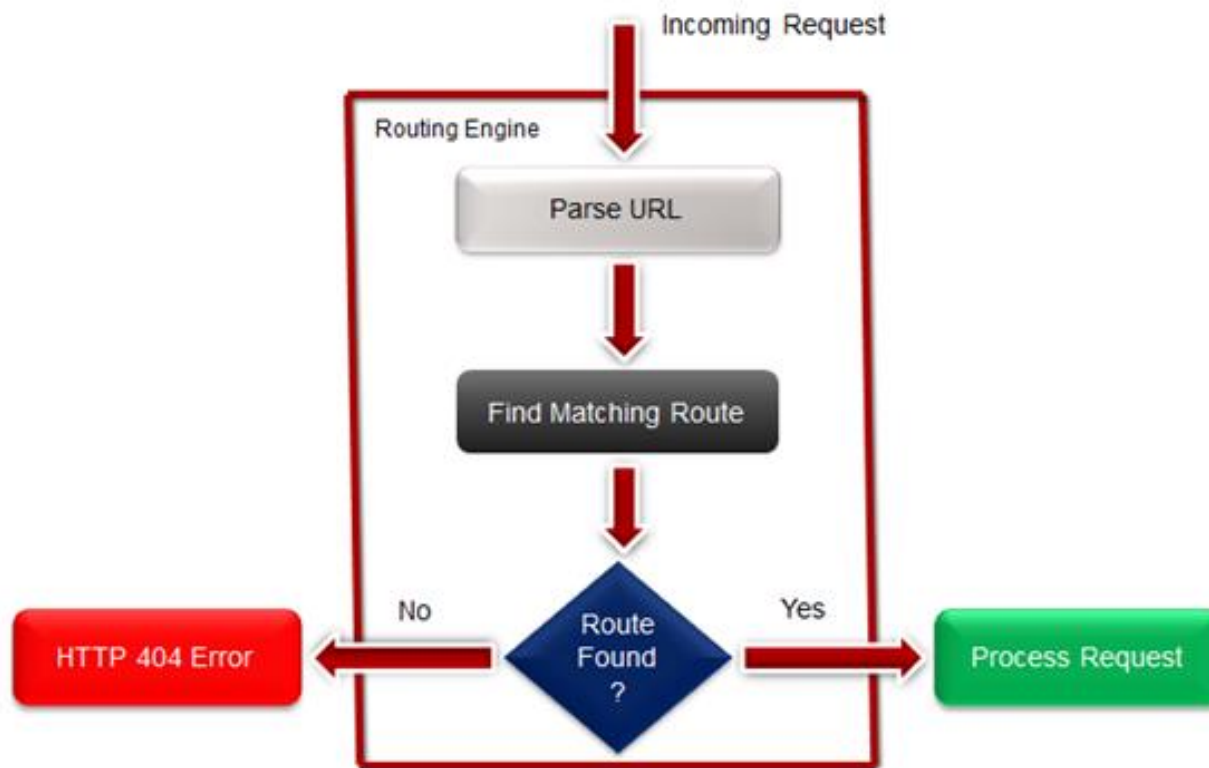 Incoming Request
Routing Engine
Parse URL
Find Matching Route
No
Yes
HTTP 404 Error
Route
Found
?
Process Request